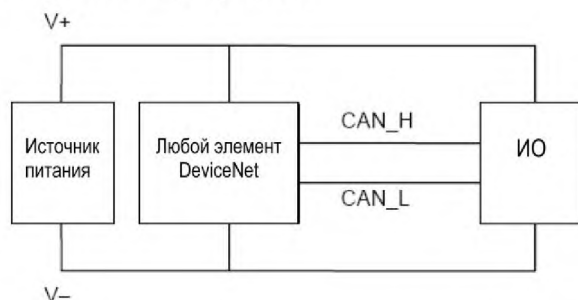 V+
Источник
питания
Любой элемент
DeviceNet
CAN_H
CAN_L
ИО
V–